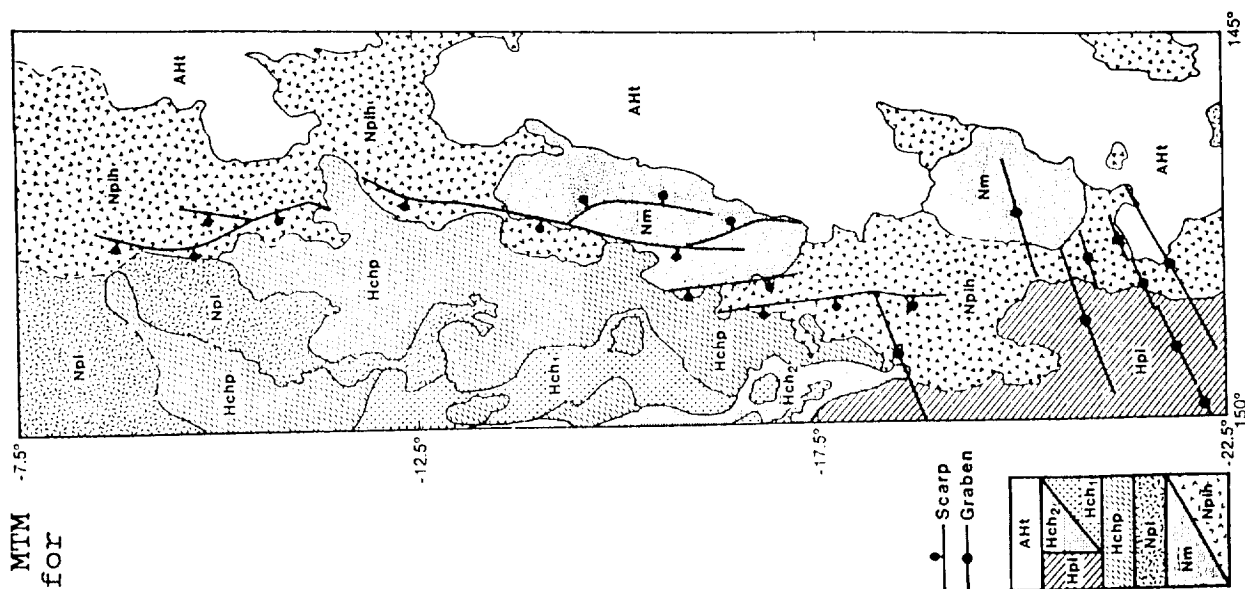 MTM
for
-7.5°
-12.5°
-17.5°
-22.5°
145°
150°
AHt
Nplh
Nplh
AHt
Npl
Npl
Hchp
Hchp
Hch₁
Nm
Hchp
Hch₂
Nplh
Nm
AHt
Hpl
Scarp
Graben
AHt
Hpl
Hch₂
Hch₁
Hchp
Npl
Nm
Nplh